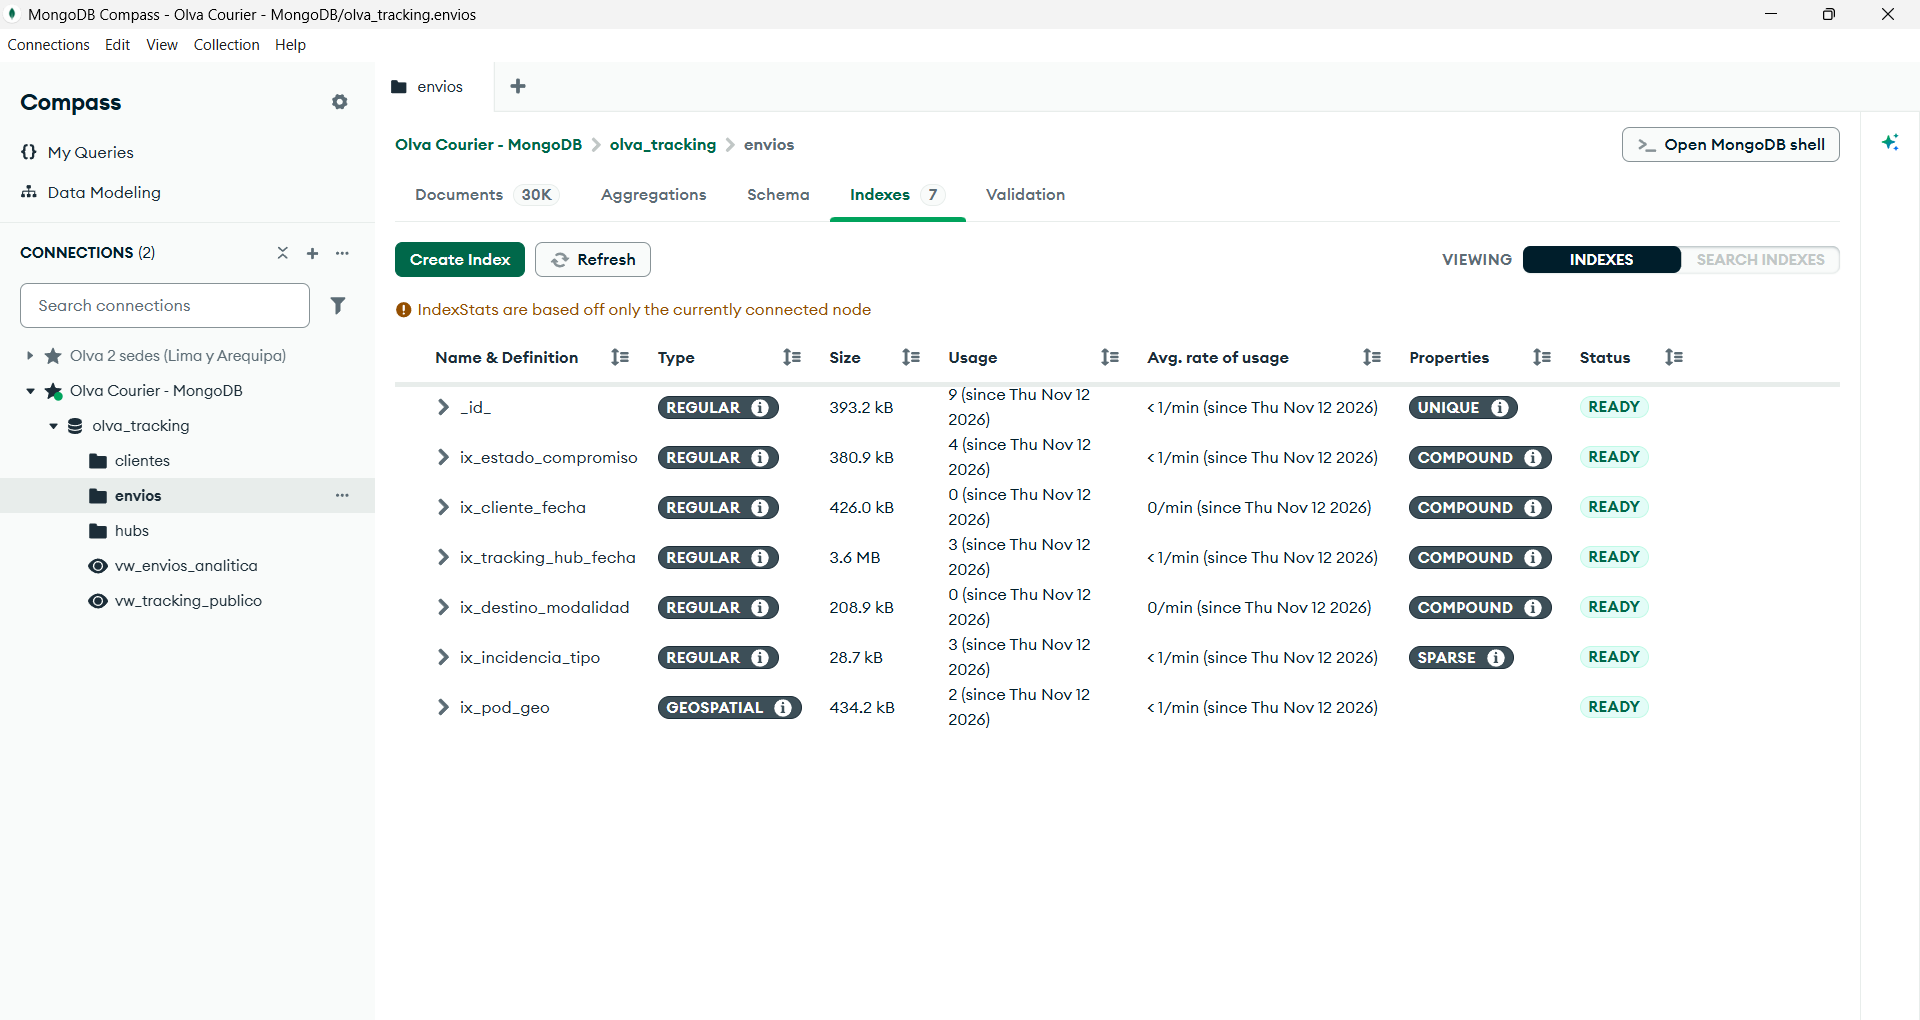 MongoDB Compass - Olva Courier - MongoDB/olva_tracking.envios
Connections Edit View Collection Help
Compass
My Queries
Data Modeling
CONNECTIONS (2)
Search connections
Olva 2 sedes (Lima y Arequipa)
Olva Courier - MongoDB
olva_tracking
clientes
envios
hubs
vw_envios_analitica
vw_tracking_publico
envios
Olva Courier - MongoDB olva_tracking envios
>_ Open MongoDB shell
Documents 30K Aggregations Schema Indexes 7 Validation
Create Index Refresh
VIEWING INDEXES SEARCH INDEXES
IndexStats are based off only the currently connected node
Name & Definition Type Size Usage Avg. rate of usage Properties Status
_id_ REGULAR 393.2 kB 9 (since Thu Nov 12 2026) < 1/min (since Thu Nov 12 2026) UNIQUE READY
ix_estado_compromiso REGULAR 380.9 kB 4 (since Thu Nov 12 2026) < 1/min (since Thu Nov 12 2026) COMPOUND READY
ix_cliente_fecha REGULAR 426.0 kB 0 (since Thu Nov 12 2026) 0/min (since Thu Nov 12 2026) COMPOUND READY
ix_tracking_hub_fecha REGULAR 3.6 MB 3 (since Thu Nov 12 2026) < 1/min (since Thu Nov 12 2026) COMPOUND READY
ix_destino_modalidad REGULAR 208.9 kB 0 (since Thu Nov 12 2026) 0/min (since Thu Nov 12 2026) COMPOUND READY
ix_incidencia_tipo REGULAR 28.7 kB 3 (since Thu Nov 12 2026) < 1/min (since Thu Nov 12 2026) SPARSE READY
ix_pod_geo GEOSPATIAL 434.2 kB 2 (since Thu Nov 12 2026) < 1/min (since Thu Nov 12 2026) READY